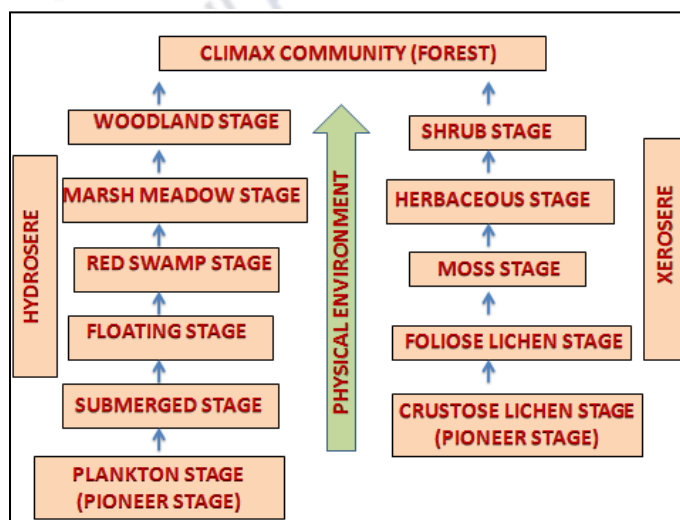 CLIMAX COMMUNITY (FOREST)
HYDROSERE
WOODLAND STAGE
MARSH MEADOW STAGE
RED SWAMP STAGE
FLOATING STAGE
SUBMERGED STAGE
PLANKTON STAGE
(PIONEER STAGE)
PHYSICAL ENVIRONMENT
SHRUB STAGE
HERBACEOUS STAGE
MOSS STAGE
FOLIOSE LICHEN STAGE
CRUSTOSE LICHEN STAGE
(PIONEER STAGE)
XEROSERE